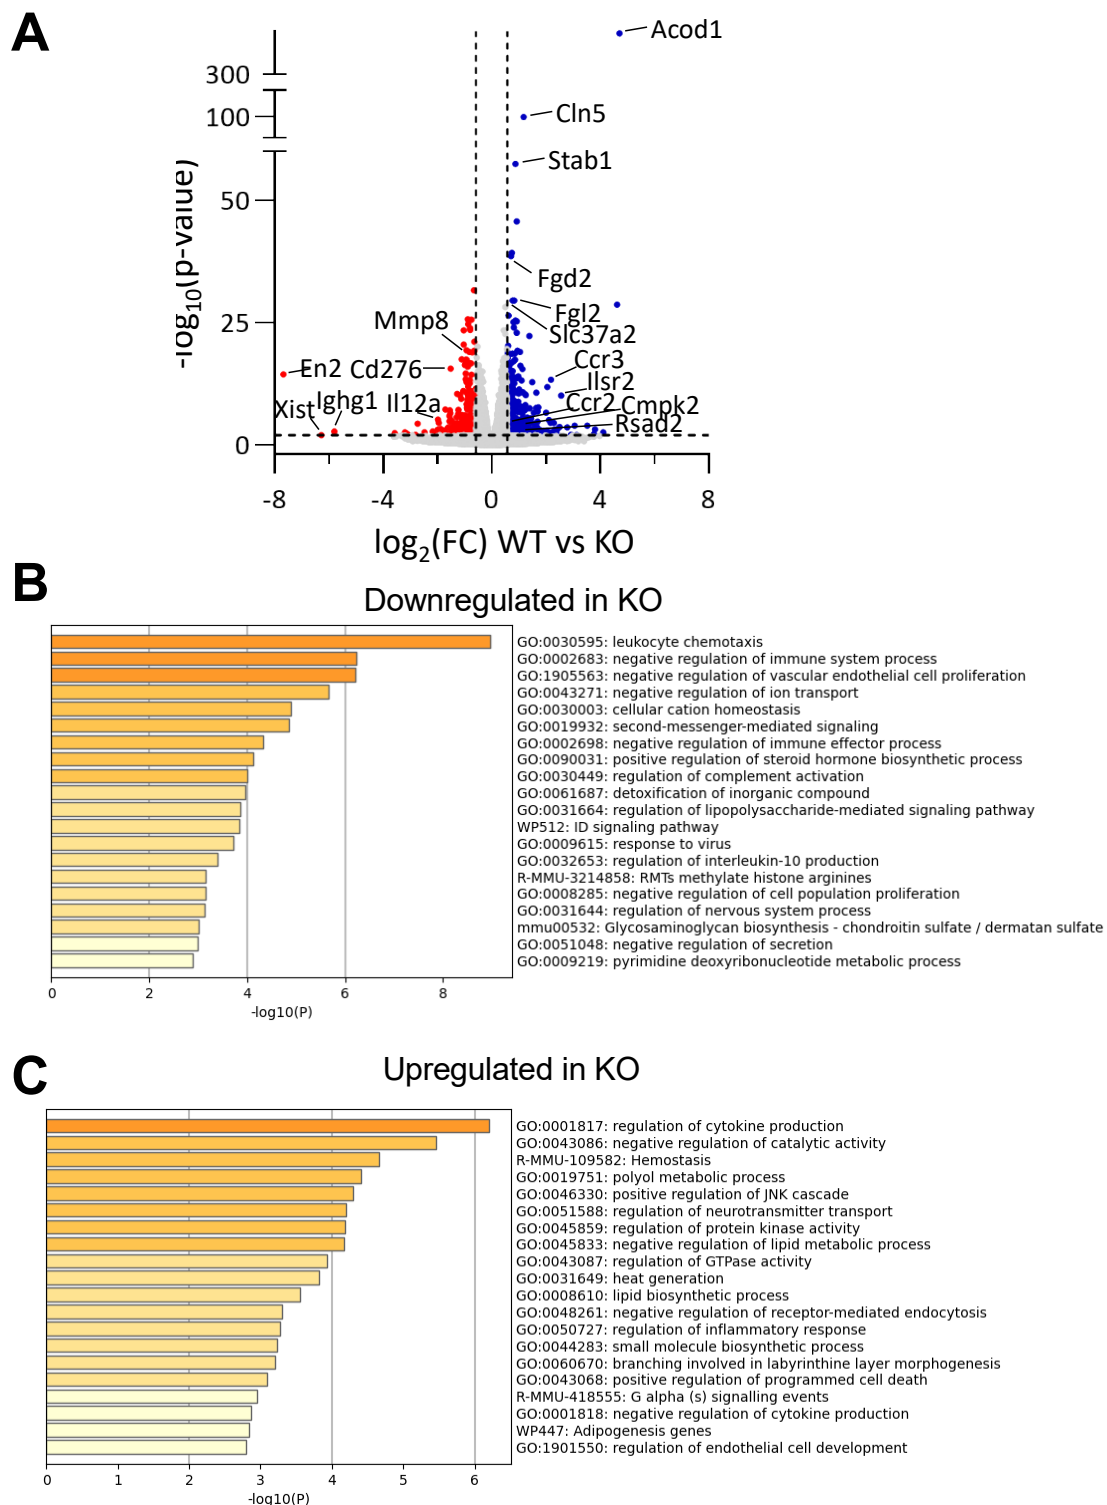 A
Acod1
300
100
Cln5
Stab1
50
-log10(p-value)
Fgd2
Fgl2
25
Mmp8
Slc37a2
Ccr3
En2
Cd276
Ilsr2
Xist
Ighg1
Il12a
Ccr2
Cmpk2
Rsad2
0
-8 -4 0 4 8
log2(FC) WT vs KO
B
Downregulated in KO
GO:0030595: leukocyte chemotaxis
GO:0002683: negative regulation of immune system process
GO:1905563: negative regulation of vascular endothelial cell proliferation
GO:0043271: negative regulation of ion transport
GO:0030003: cellular cation homeostasis
GO:0019932: second-messenger-mediated signaling
GO:0002698: negative regulation of immune effector process
GO:0090031: positive regulation of steroid hormone biosynthetic process
GO:0030449: regulation of complement activation
GO:0061687: detoxification of inorganic compound
GO:0031664: regulation of lipopolysaccharide-mediated signaling pathway
WP512: ID signaling pathway
GO:0009615: response to virus
GO:0032653: regulation of interleukin-10 production
R-MMU-3214858: RMTs methylate histone arginines
GO:0008285: negative regulation of cell population proliferation
GO:0031644: regulation of nervous system process
mmu00532: Glycosaminoglycan biosynthesis - chondroitin sulfate / dermatan sulfate
GO:0051048: negative regulation of secretion
GO:0009219: pyrimidine deoxyribonucleotide metabolic process
0 2 4 6 8
-log10(P)
C
Upregulated in KO
GO:0001817: regulation of cytokine production
GO:0043086: negative regulation of catalytic activity
R-MMU-109582: Hemostasis
GO:0019751: polyol metabolic process
GO:0046330: positive regulation of JNK cascade
GO:0051588: regulation of neurotransmitter transport
GO:0045859: regulation of protein kinase activity
GO:0045833: negative regulation of lipid metabolic process
GO:0043087: regulation of GTPase activity
GO:0031649: heat generation
GO:0008610: lipid biosynthetic process
GO:0048261: negative regulation of receptor-mediated endocytosis
GO:0050727: regulation of inflammatory response
GO:0044283: small molecule biosynthetic process
GO:0060670: branching involved in labyrinthine layer morphogenesis
GO:0043068: positive regulation of programmed cell death
R-MMU-418555: G alpha (s) signalling events
GO:0001818: negative regulation of cytokine production
WP447: Adipogenesis genes
GO:1901550: regulation of endothelial cell development
0 1 2 3 4 5 6
-log10(P)